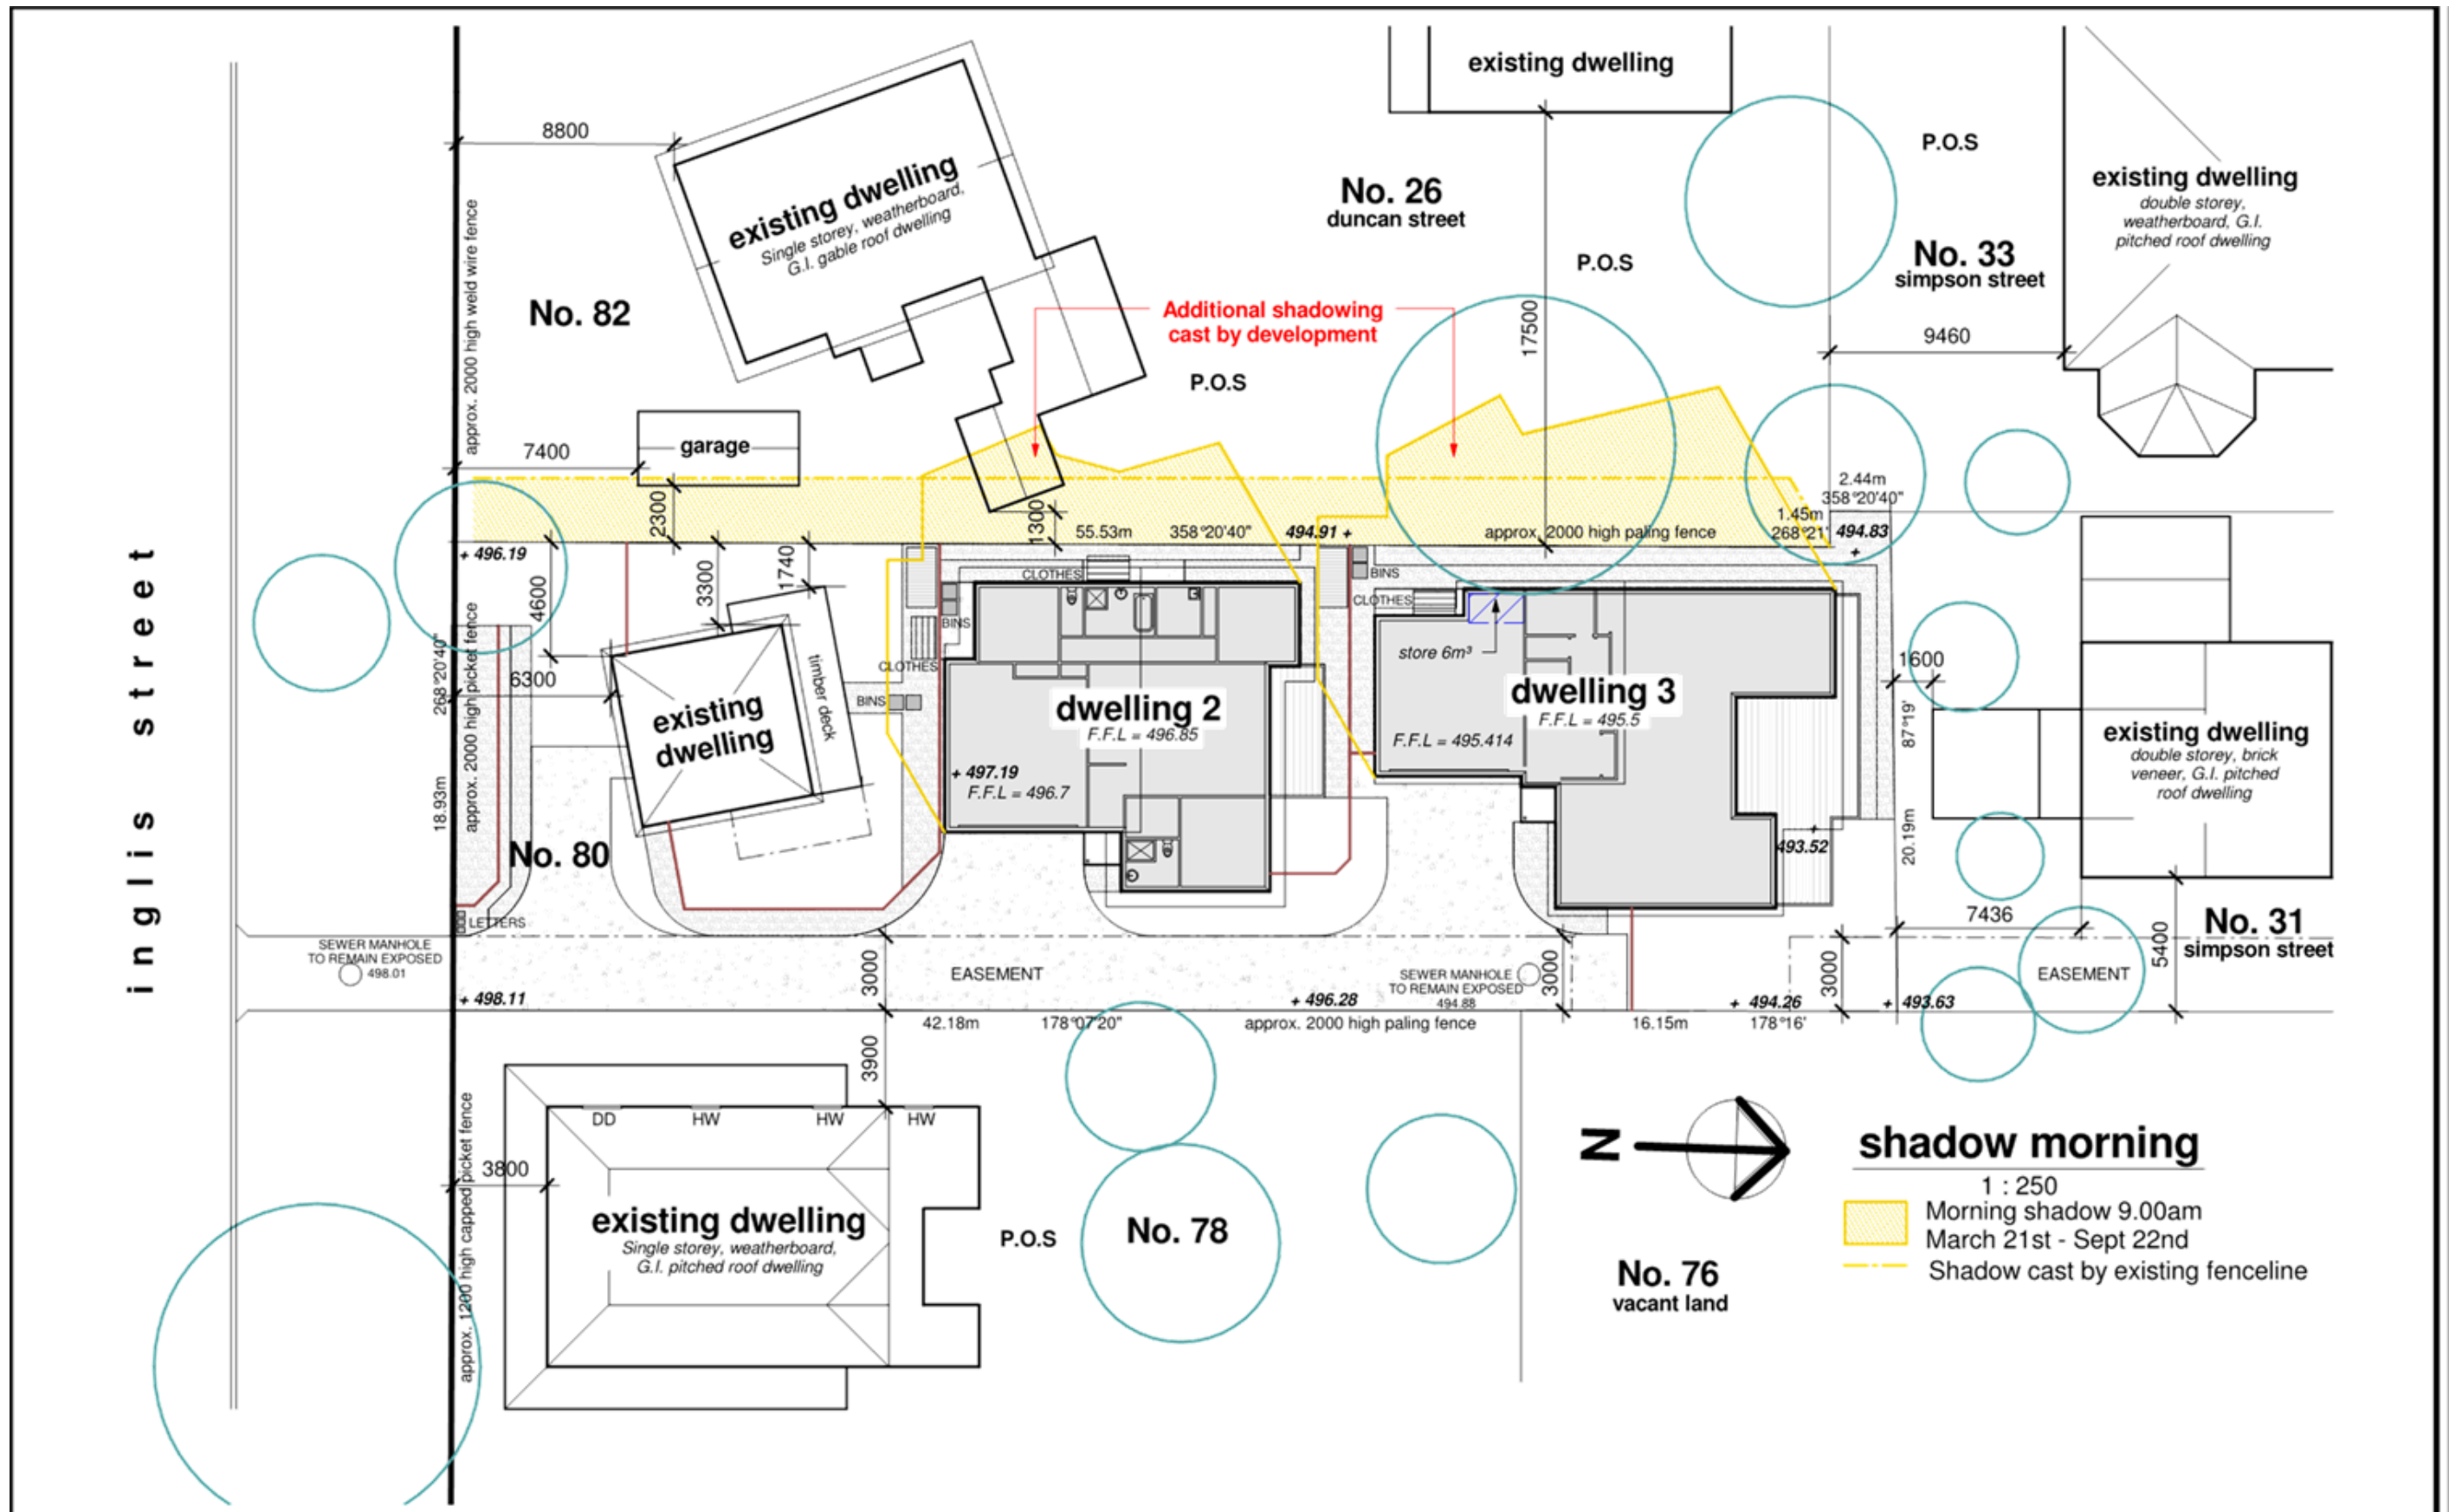 existing dwelling
8800
P.O.S
existing dwelling
Single storey, weatherboard,
G.I. gable roof dwelling
No. 26
duncan street
existing dwelling
double storey,
weatherboard, G.I.
pitched roof dwelling
No. 33
simpson street
P.O.S
approx. 2000 high weld wire fence
No. 82
Additional shadowing
cast by development
17500
9460
P.O.S
7400
garage
2300
1300
55.53m
358°20'40"
494.91 +
approx. 2000 high paling fence
2.44m
358°20'40"
1.45m
268°21'
494.83
+
+ 496.19
4600
3300
1740
CLOTHES
BINS
CLOTHES
BINS
BINS
CLOTHES
store 6m³
inglis street
268°20'40"
18.93m
approx. 2000 high picket fence
6300
existing
dwelling
timber deck
dwelling 2
F.F.L = 496.85
+ 497.19
F.F.L = 496.7
dwelling 3
F.F.L = 495.5
F.F.L = 495.414
1600
87°19'
20.19m
existing dwelling
double storey, brick
veneer, G.I. pitched
roof dwelling
+
493.52
No. 80
LETTERS
SEWER MANHOLE
TO REMAIN EXPOSED
498.01
+ 498.11
3000
EASEMENT
SEWER MANHOLE
TO REMAIN EXPOSED
494.88
3000
+ 496.28
+ 494.26
3000
+ 493.63
7436
EASEMENT
5400
No. 31
simpson street
42.18m
178°07'20"
approx. 2000 high paling fence
16.15m
178°16'
3900
DD
HW
HW
HW
approx. 1200 high capped picket fence
3800
existing dwelling
Single storey, weatherboard,
G.I. pitched roof dwelling
P.O.S
No. 78
No. 76
vacant land
N
shadow morning
1 : 250
Morning shadow 9.00am
March 21st - Sept 22nd
Shadow cast by existing fenceline